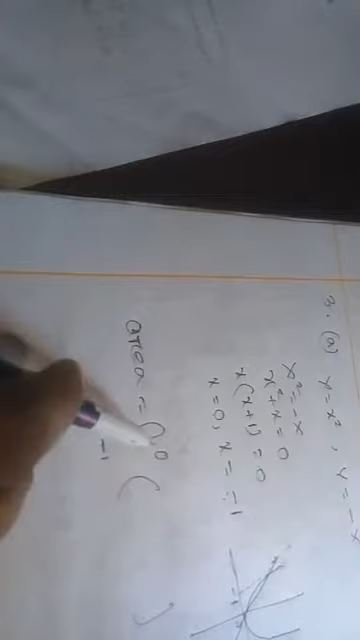 3. (a) y = x² , y = -x
x² = -x
x² + x = 0
x(x+1) = 0
x = 0, x = -1
area = ∫ 0 (
-1